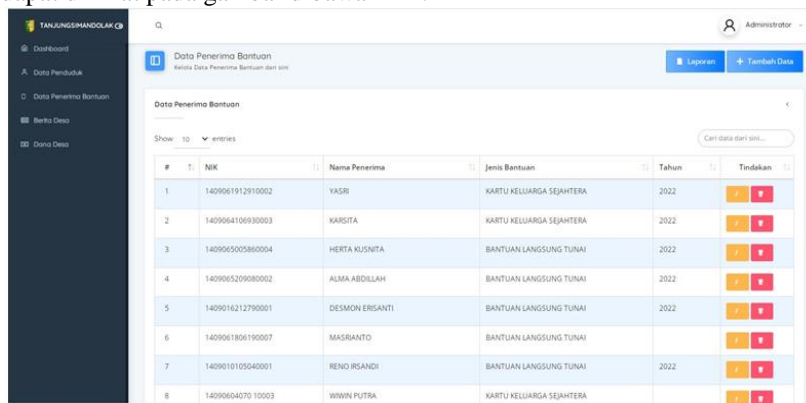 TANJUNGSIMANDOLAK
Administrator
Dashboard
Data Penduduk
Data Penerima Bantuan
Berita Desa
Dana Desa
Data Penerima Bantuan
Kelola Data Penerima Bantuan dari sini
Laporan
+ Tambah Data
Data Penerima Bantuan
Show 10 entries
Cari data dari sini...
# NIK Nama Penerima Jenis Bantuan Tahun Tindakan
1 1409061912910002 YASRI KARTU KELUARGA SEJAHTERA 2022
2 1409064106930003 KARSITA KARTU KELUARGA SEJAHTERA 2022
3 1409065005860004 HERTA KUSNITA BANTUAN LANGSUNG TUNAI 2022
4 1409065209080002 ALMA ABDILLAH BANTUAN LANGSUNG TUNAI 2022
5 1409016212790001 DESMON ERISANTI BANTUAN LANGSUNG TUNAI 2022
6 1409061806190007 MASRIANTO BANTUAN LANGSUNG TUNAI
7 1409010105040001 RENO IRSANDI BANTUAN LANGSUNG TUNAI 2022
8 14090604070 10003 WIWIN PUTRA KARTU KELUARGA SEJAHTERA